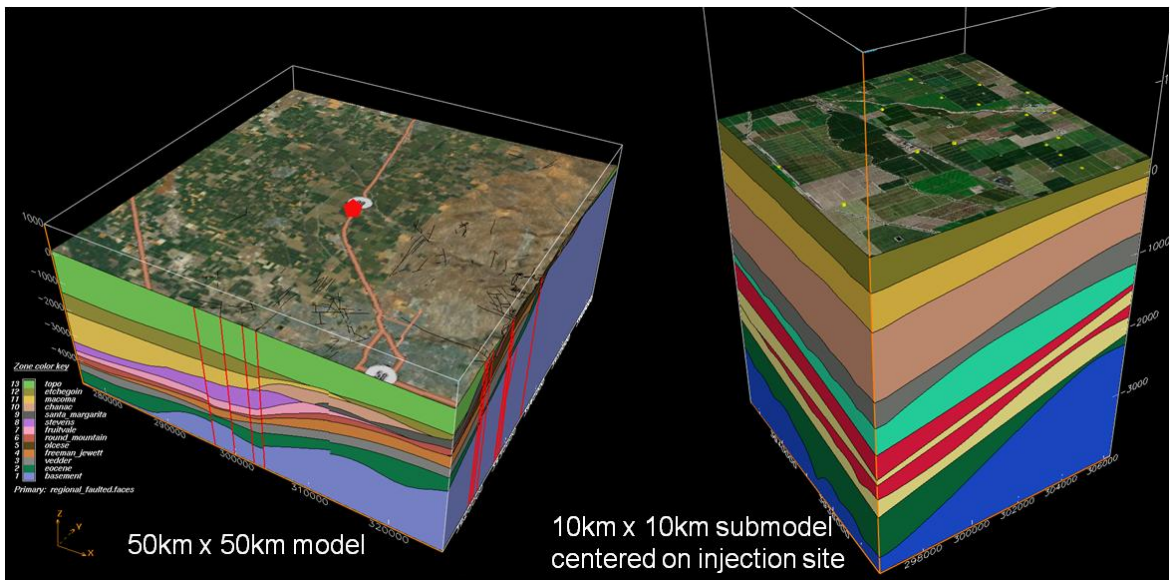 1000
0
-1000
-2000
-3000
-4000
Zone color key
13 topo
12 etchegoin
11 macoma
10 chanac
9 santa_margarita
8 stevens
7 fruitvale
6 round_mountain
5 olcese
4 freeman_jewett
3 vedder
2 eocene
1 basement
Primary: regional_faulted.faces
Z
Y
X
280000
290000
300000
310000
320000
58
50km x 50km model
0
-1000
-2000
-3000
298000
300000
302000
304000
306000
10km x 10km submodel
centered on injection site